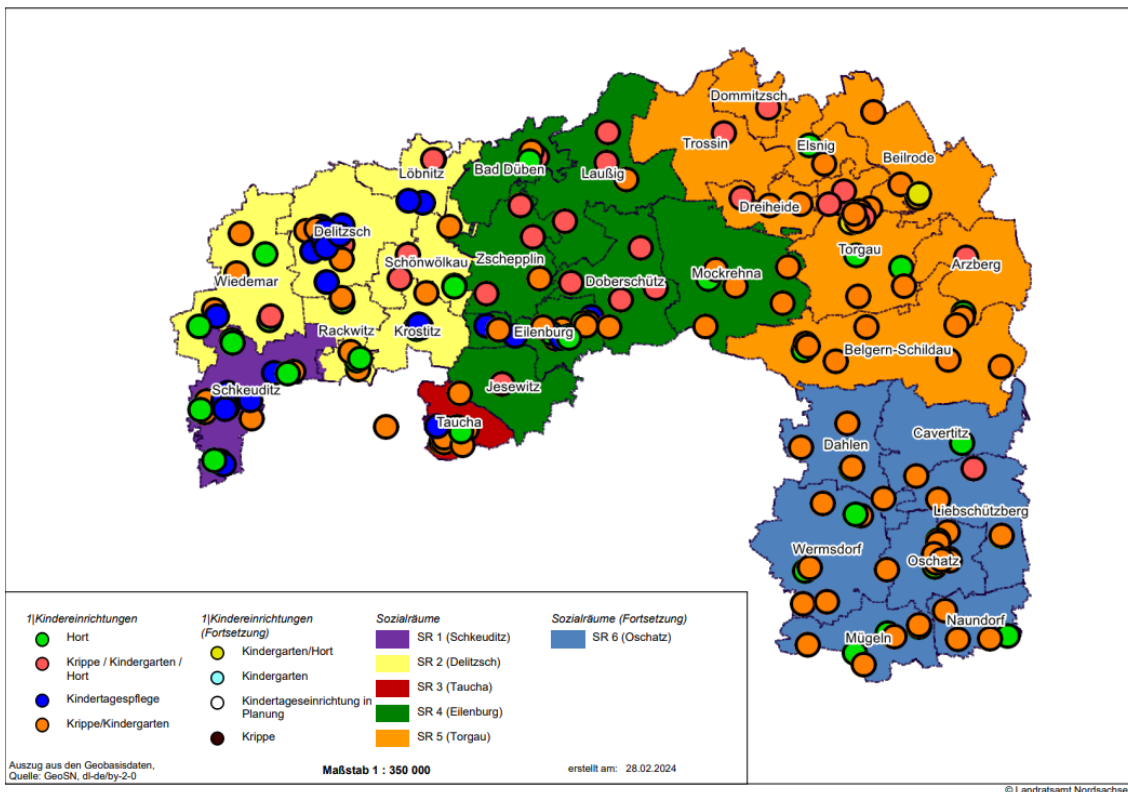 Dommitzsch
Trossin
Elsnig
Beilrode
Löbnitz
Bad Düben
Laußig
Dreiheide
Delitzsch
Torgau
Arzberg
Wiedemar
Schönwölkau
Zschepplin
Doberschütz
Mockrehna
Rackwitz
Krostitz
Eilenburg
Belgern-Schildau
Schkeuditz
Jesewitz
Taucha
Dahlen
Cavertitz
Liebschützberg
Wermsdorf
Oschatz
Naundorf
Mügeln
1|Kindereinrichtungen
Hort
Krippe / Kindergarten /
Hort
Kindertagespflege
Krippe/Kindergarten
1|Kindereinrichtungen
(Fortsetzung)
Kindergarten/Hort
Kindergarten
Kindertageseinrichtung in
Planung
Krippe
Sozialräume
SR 1 (Schkeuditz)
SR 2 (Delitzsch)
SR 3 (Taucha)
SR 4 (Eilenburg)
SR 5 (Torgau)
Sozialräume (Fortsetzung)
SR 6 (Oschatz)
Auszug aus den Geobasisdaten,
Quelle: GeoSN, dl-de/by-2-0
Maßstab 1 : 350 000
erstellt am: 28.02.2024
© Landratsamt Nordsachse